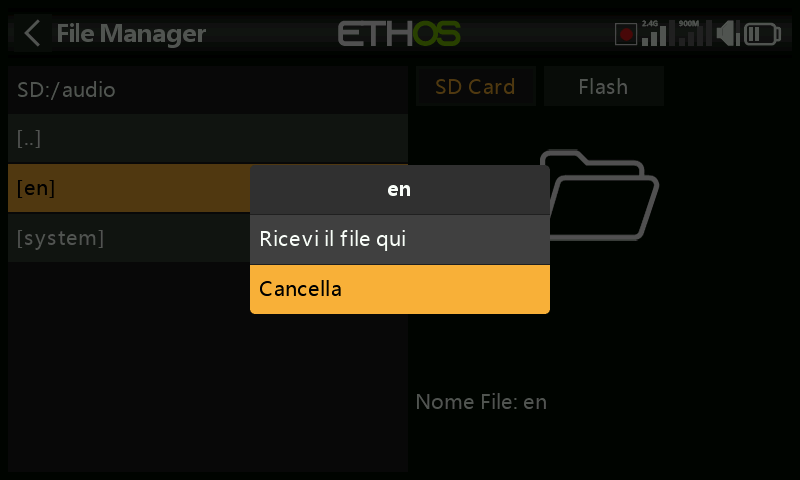 File Manager
ETHOS
2.4G
900M
SD:/audio
SD Card
Flash
[..]
[en]
[system]
en
Ricevi il file qui
Cancella
Nome File: en